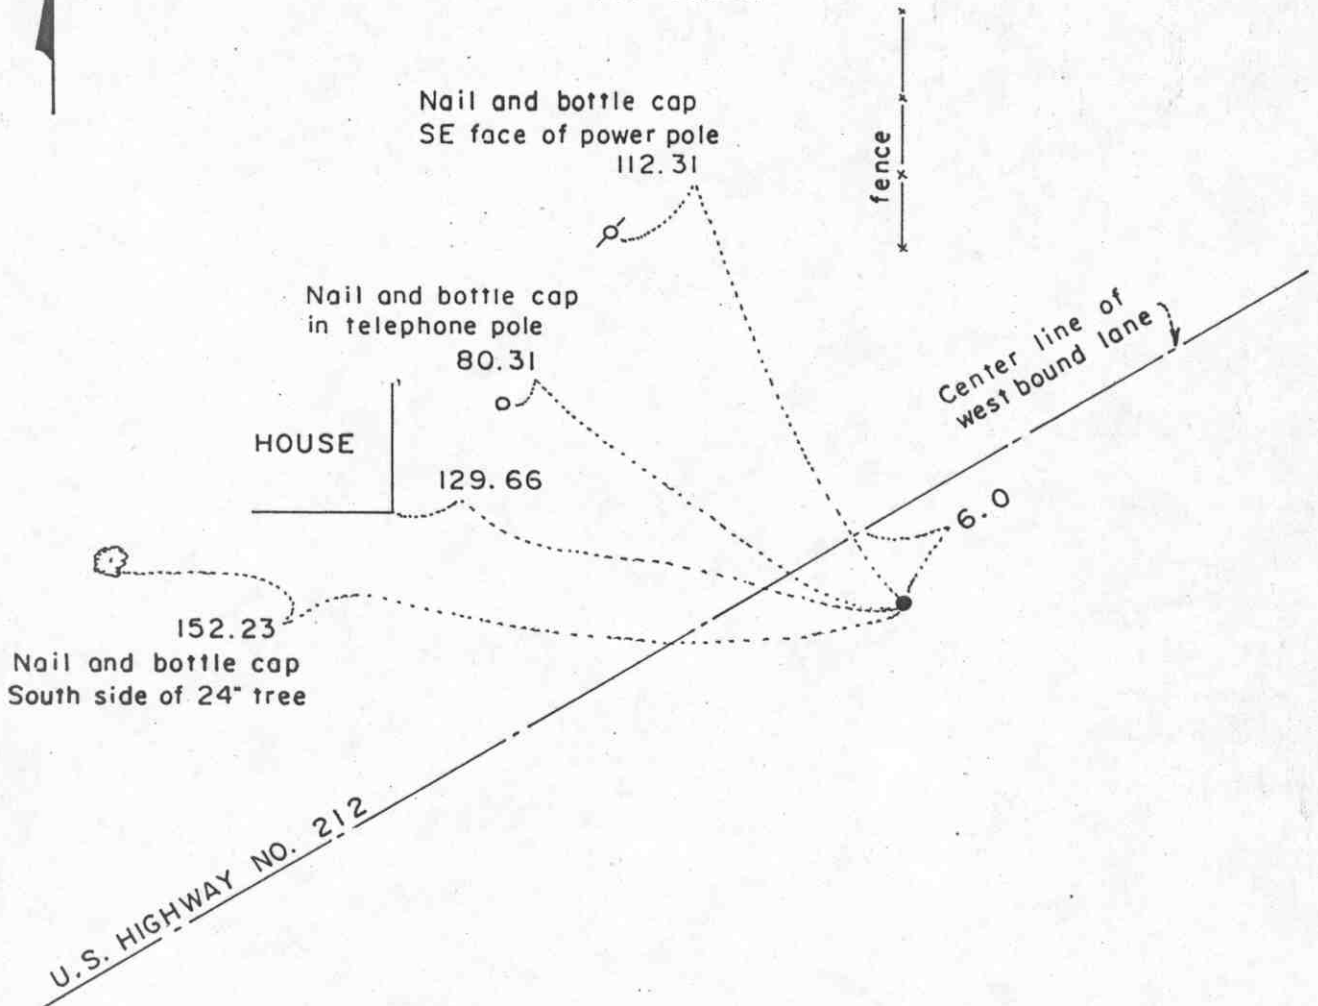 Nail and bottle cap
SE face of power pole
112.31
fence
Nail and bottle cap
in telephone pole
80.31
Center line of
west bound lane
HOUSE
129.66
6.0
152.23
Nail and bottle cap
South side of 24" tree
U.S. HIGHWAY NO. 212